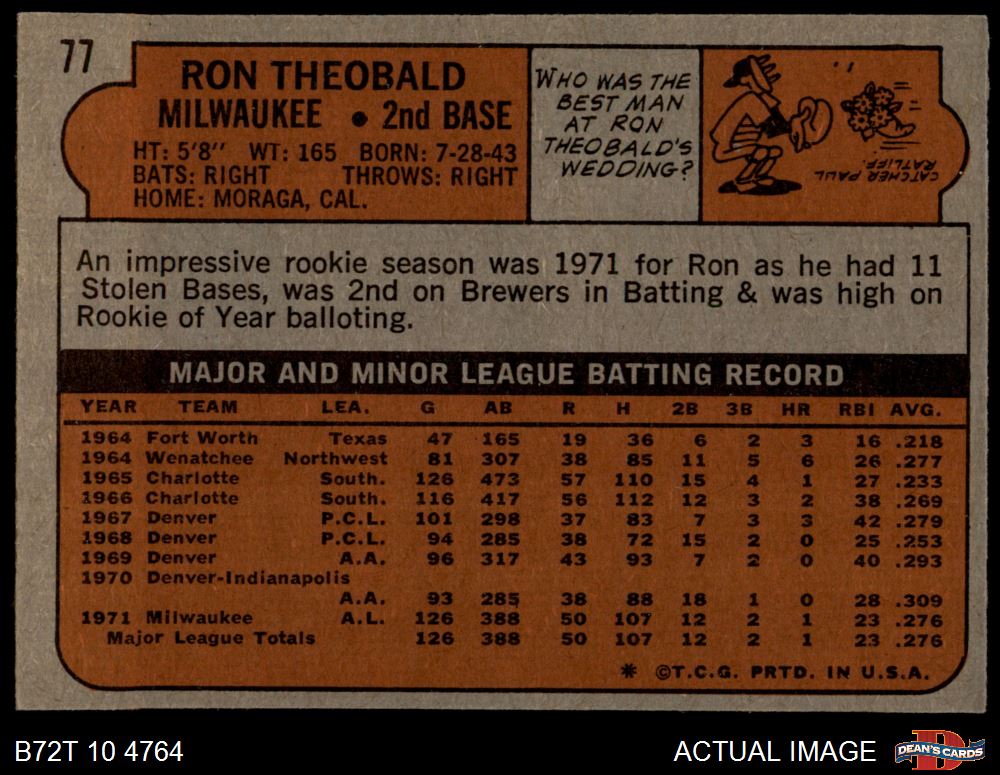 77
RON THEOBALD
MILWAUKEE • 2nd BASE
HT: 5'8" WT: 165 BORN: 7-28-43
BATS: RIGHT THROWS: RIGHT
HOME: MORAGA, CAL.
WHO WAS THE
BEST MAN
AT RON
THEOBALD'S
WEDDING?
CATCHER PAUL
RATLIFF.
An impressive rookie season was 1971 for Ron as he had 11
Stolen Bases, was 2nd on Brewers in Batting & was high on
Rookie of Year balloting.
MAJOR AND MINOR LEAGUE BATTING RECORD
YEAR TEAM LEA. G AB R H 2B 3B HR RBI AVG.
1964 Fort Worth Texas 47 165 19 36 6 2 3 16 .218
1964 Wenatchee Northwest 81 307 38 85 11 5 6 26 .277
1965 Charlotte South. 126 473 57 110 15 4 1 27 .233
1966 Charlotte South. 116 417 56 112 12 3 2 38 .269
1967 Denver P.C.L. 101 298 37 83 7 3 3 42 .279
1968 Denver P.C.L. 94 285 38 72 15 2 0 25 .253
1969 Denver A.A. 96 317 43 93 7 2 0 40 .293
1970 Denver-Indianapolis
A.A. 93 285 38 88 18 1 0 28 .309
1971 Milwaukee A.L. 126 388 50 107 12 2 1 23 .276
Major League Totals 126 388 50 107 12 2 1 23 .276
* ©T.C.G. PRTD. IN U.S.A.
B72T 10 4764
ACTUAL IMAGE
DEAN'S CARDS